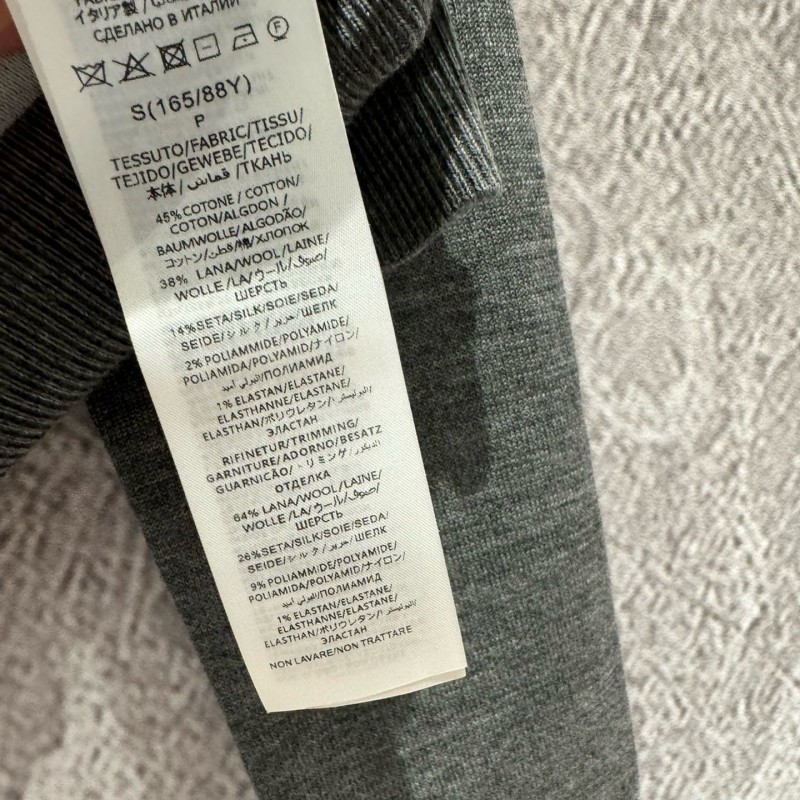 イタリア製 /
СДЕЛАНО В ИТАЛИИ
F
S(165/88Y)
P
TESSUTO/FABRIC/TISSU/
TEJIDO/GEWEBE/TECIDO/
本体/ قماش /ТКАНЬ
45% COTONE / COTTON/
COTON/ALGDON /
BAUMWOLLE/ALGODÃO/
コットン/قطن/棉/ХЛОПОК
38% LANA/WOOL/LAINE/
WOLLE /LA/ウール/صوف/
ШЕРСТЬ
14%SETA/SILK/SOIE/SEDA/
SEIDE/シルク/حرير/ШЕЛК
2% POLIAMMIDE/POLYAMIDE/
POLIAMIDA/POLYAMID/ナイロン/
/ПОЛИАМИД
1% ELASTAN/ELASTANE/
ELASTHANNE/ELASTANE/
ELASTHAN/ポリウレタン/
ЭЛАСТАН
RIFINETUR/TRIMMING/
GARNITURE/ADORNO/BESATZ
GUARNICÃO/トリミング/
ОТДЕЛКА
64% LANA/WOOL/LAINE/
WOLLE /LA/ウール/صوف/
ШЕРСТЬ
26%SETA/SILK/SOIE/SEDA/
SEIDE/シルク/حرير/ШЕЛК
9% POLIAMMIDE/POLYAMIDE/
POLIAMIDA/POLYAMID/ナイロン/
/ПОЛИАМИД
1% ELASTAN/ELASTANE/
ELASTHANNE/ELASTANE/
ELASTHAN/ポリウレタン/
ЭЛАСТАН
NON LAVARE/NON TRATTARE